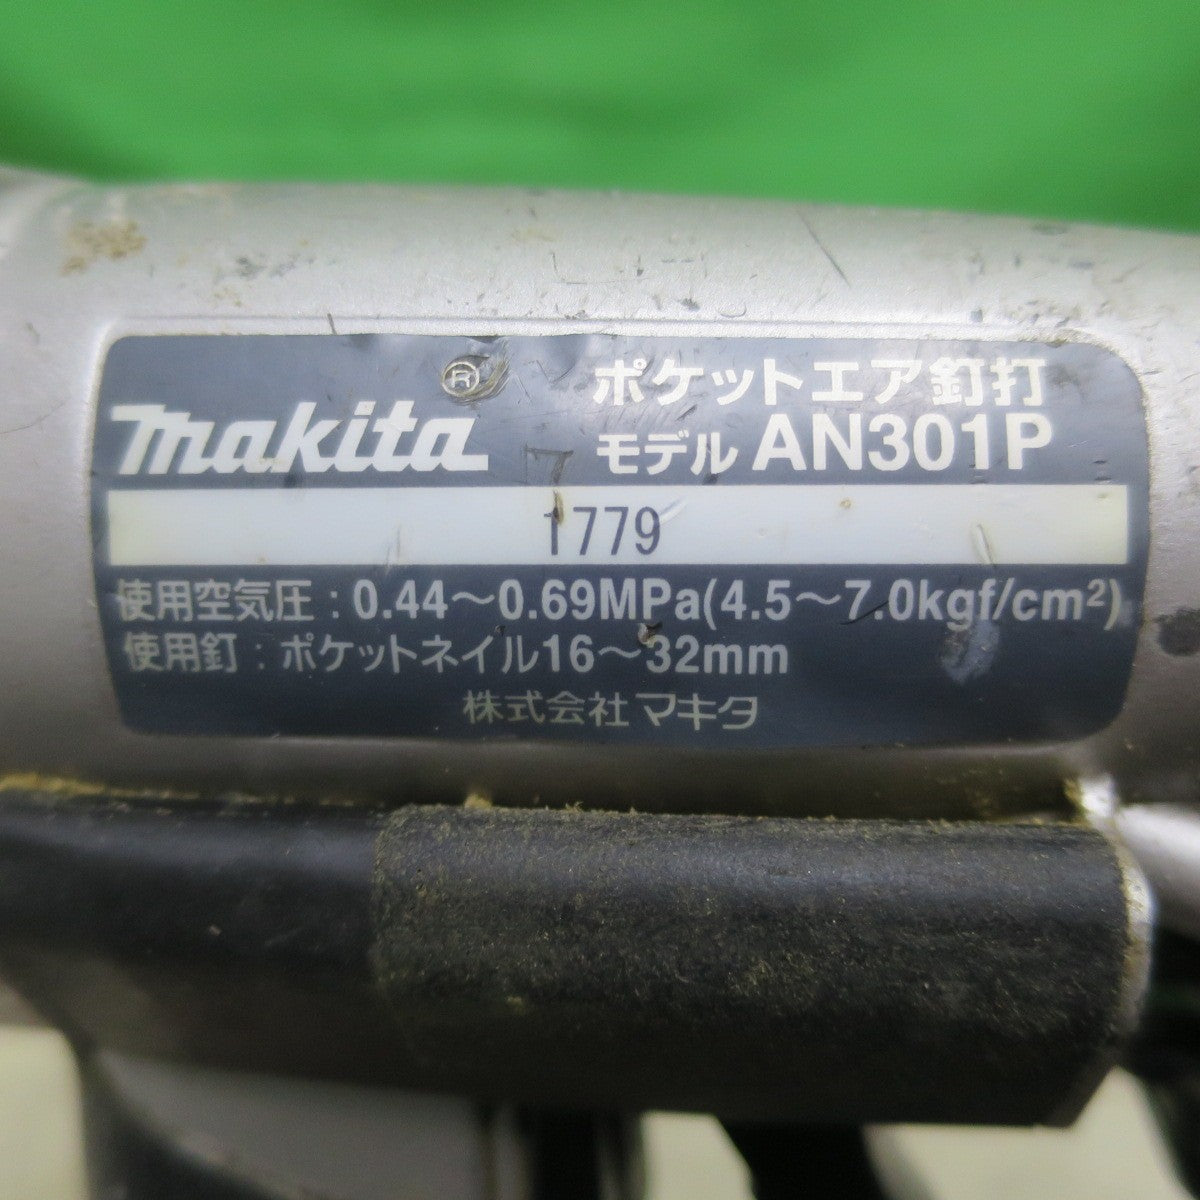 makita®
ポケットエア釘打
モデル AN301P
1779
使用空気圧：0.44～0.69MPa(4.5～7.0kgf/cm²)
使用釘：ポケットネイル16～32mm
株式会社マキタ